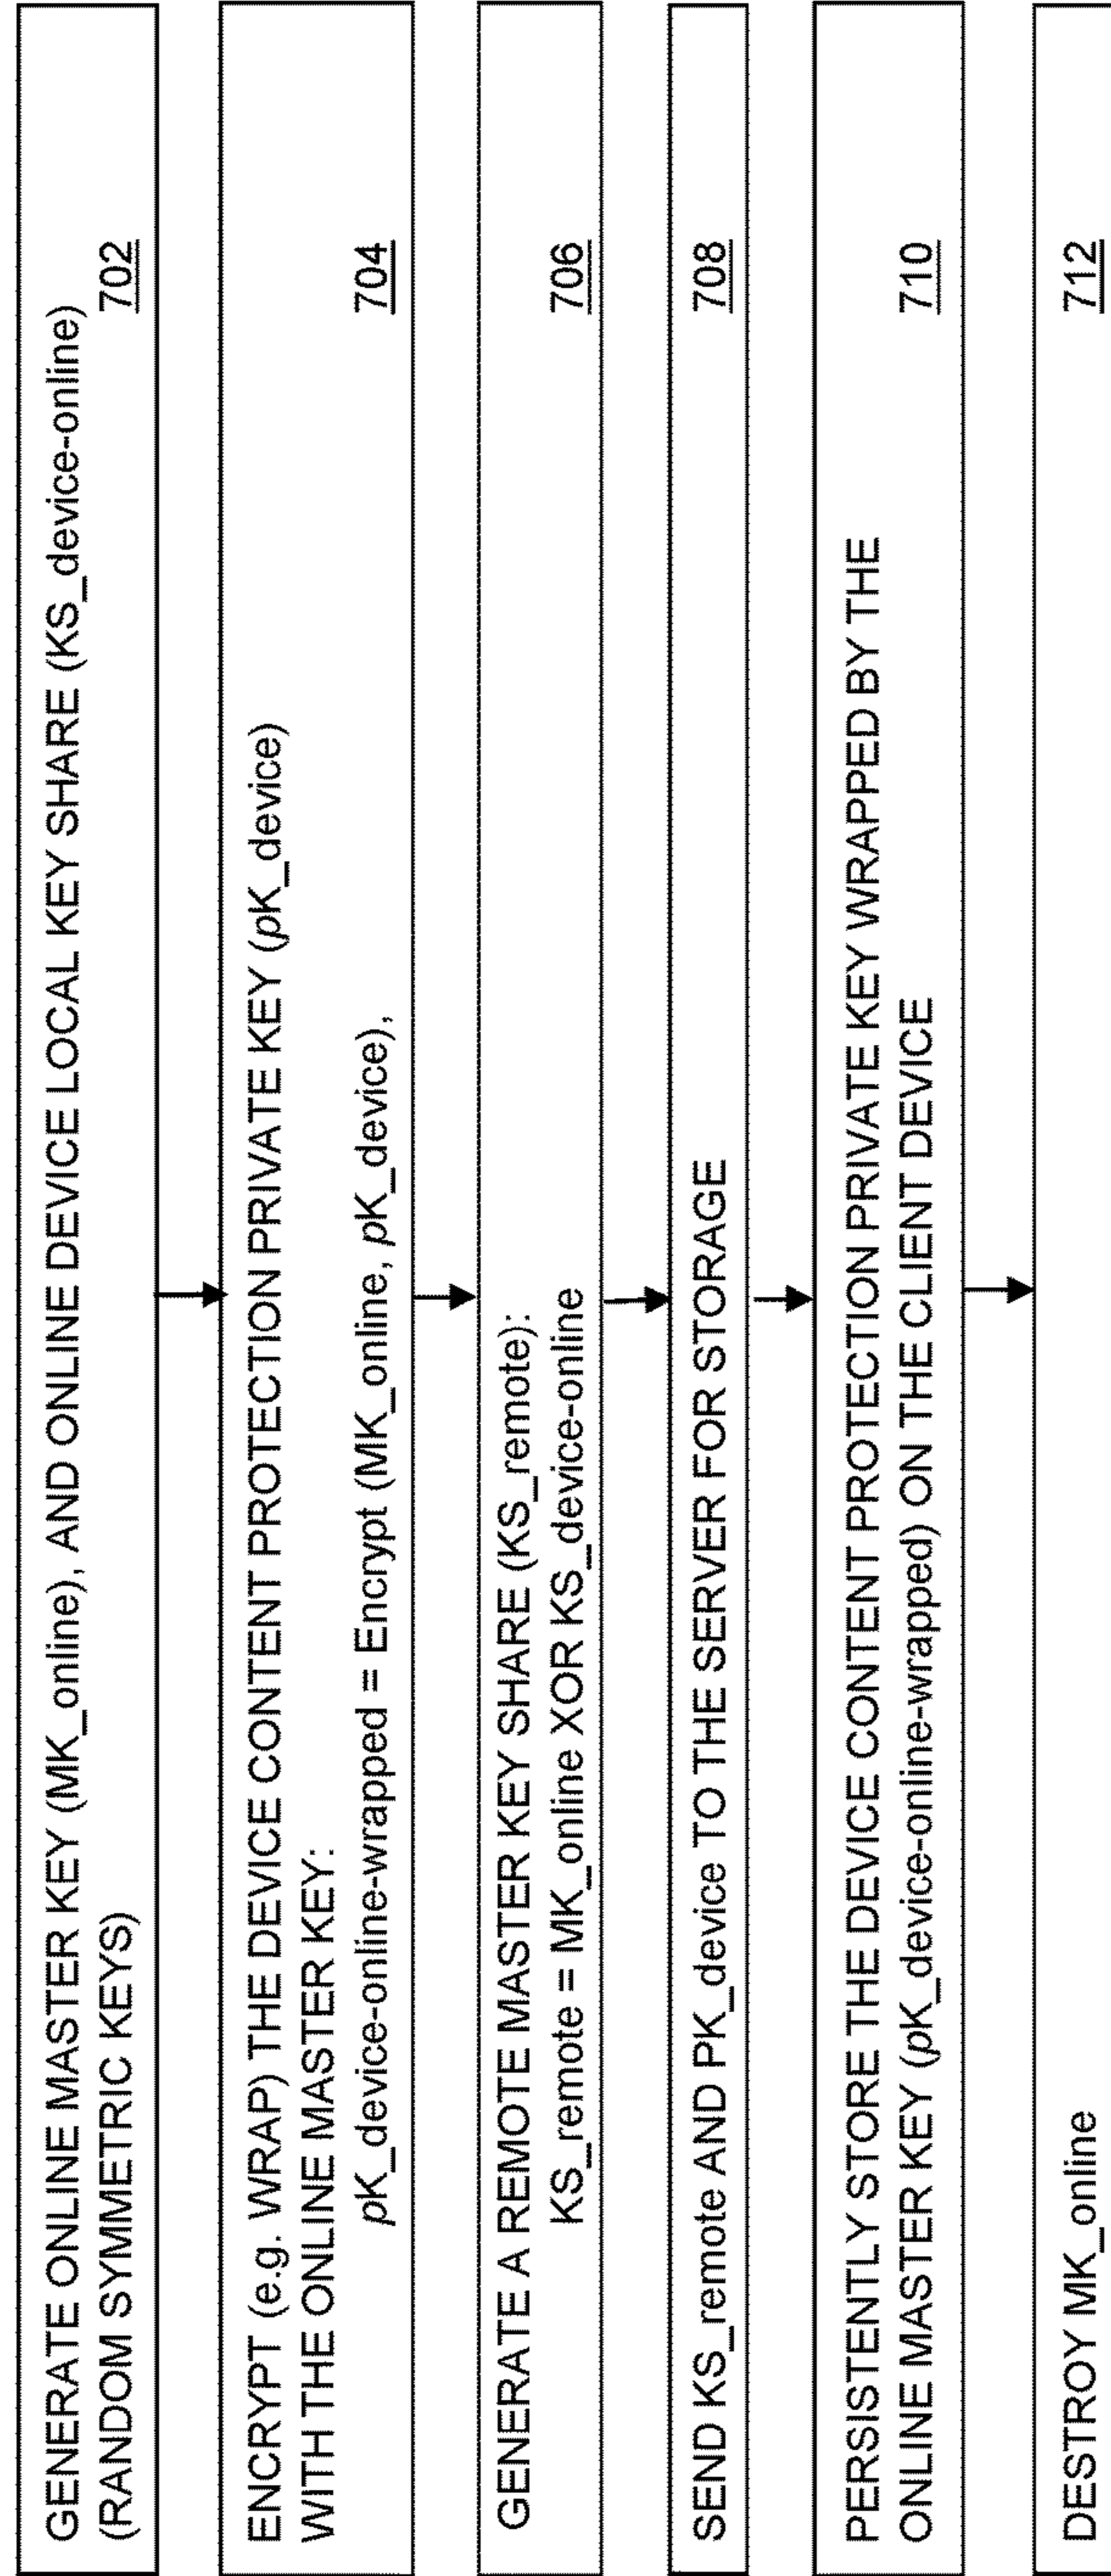 GENERATE ONLINE MASTER KEY (MK_online), AND ONLINE DEVICE LOCAL KEY SHARE (KS_device-online)
(RANDOM SYMMETRIC KEYS)
702
ENCRYPT (e.g. WRAP) THE DEVICE CONTENT PROTECTION PRIVATE KEY (pK_device)
WITH THE ONLINE MASTER KEY:
pK_device-online-wrapped = Encrypt (MK_online, pK_device),
704
GENERATE A REMOTE MASTER KEY SHARE (KS_remote):
KS_remote = MK_online XOR KS_device-online
706
SEND KS_remote AND PK_device TO THE SERVER FOR STORAGE
708
PERSISTENTLY STORE THE DEVICE CONTENT PROTECTION PRIVATE KEY WRAPPED BY THE
ONLINE MASTER KEY (pK_device-online-wrapped) ON THE CLIENT DEVICE
710
DESTROY MK_online
712